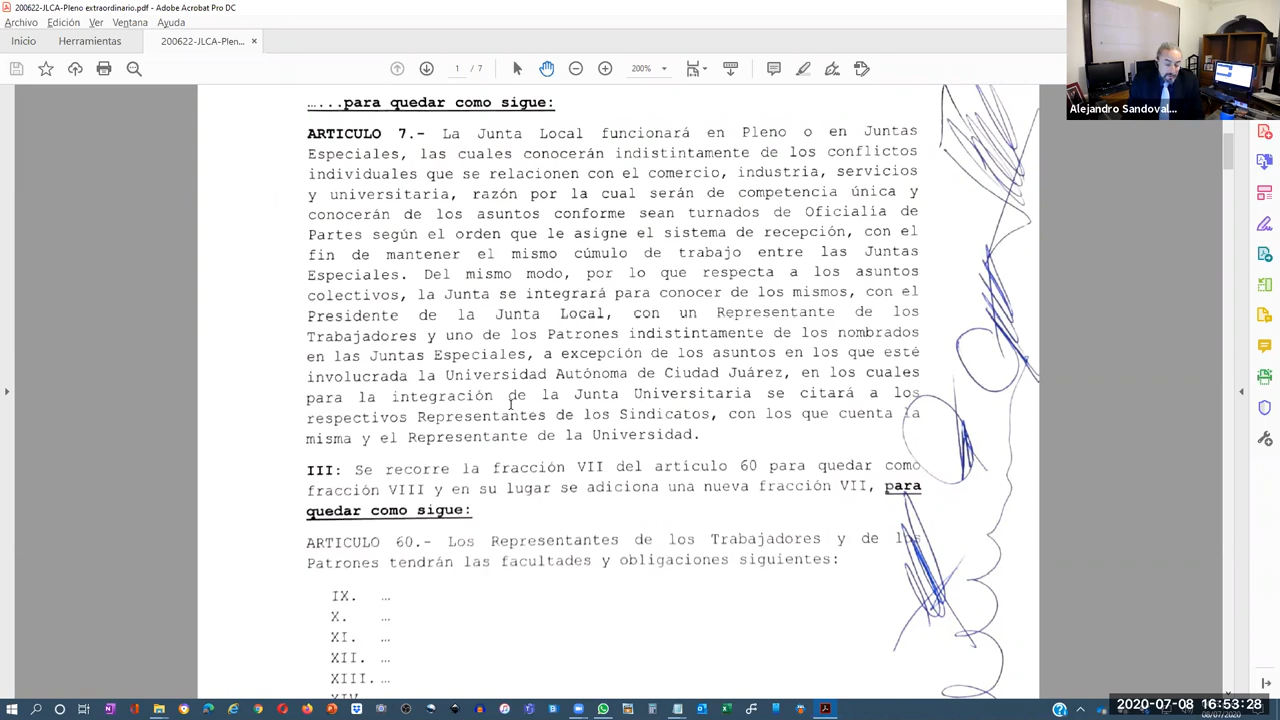 200622-JLCA-Pleno extraordinario.pdf - Adobe Acrobat Pro DC
Archivo Edición Ver Ventana Ayuda
Inicio Herramientas 200622-JLCA-Plen... ×
1 / 7 200%
Alejandro Sandoval...
…...para quedar como sigue:
ARTICULO 7.- La Junta Local funcionará en Pleno o en Juntas
Especiales, las cuales conocerán indistintamente de los conflictos
individuales que se relacionen con el comercio, industria, servicios
y universitaria, razón por la cual serán de competencia única y
conocerán de los asuntos conforme sean turnados de Oficialía de
Partes según el orden que le asigne el sistema de recepción, con el
fin de mantener el mismo cúmulo de trabajo entre las Juntas
Especiales. Del mismo modo, por lo que respecta a los asuntos
colectivos, la Junta se integrará para conocer de los mismos, con el
Presidente de la Junta Local, con un Representante de los
Trabajadores y uno de los Patrones indistintamente de los nombrados
en las Juntas Especiales, a excepción de los asuntos en los que esté
involucrada la Universidad Autónoma de Ciudad Juárez, en los cuales
para la integración de la Junta Universitaria se citará a los
respectivos Representantes de los Sindicatos, con los que cuenta la
misma y el Representante de la Universidad.
III: Se recorre la fracción VII del artículo 60 para quedar como
fracción VIII y en su lugar se adiciona una nueva fracción VII, para
quedar como sigue:
ARTICULO 60.- Los Representantes de los Trabajadores y de los
Patrones tendrán las facultades y obligaciones siguientes:
IX. …
X. …
XI. …
XII. …
XIII. …
XIV.
2020-07-08 16:53:28